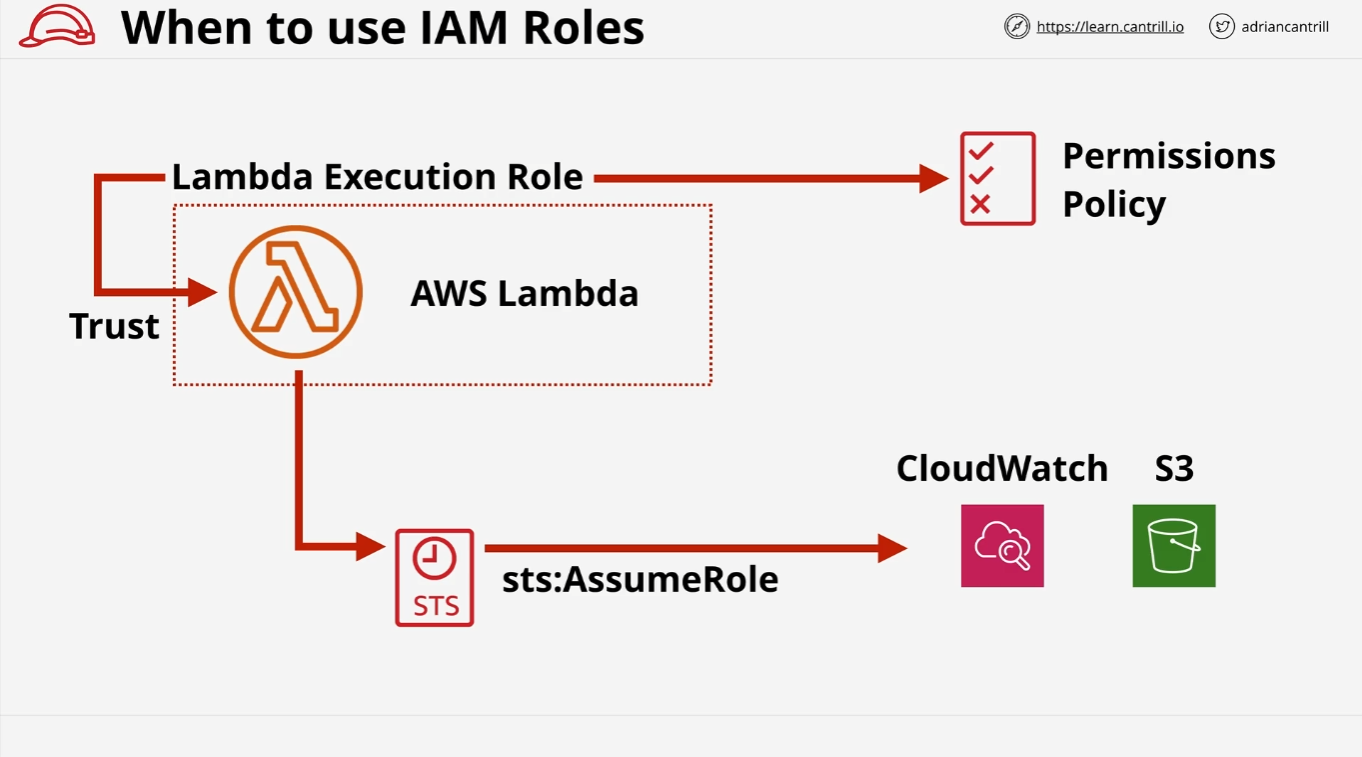 When to use IAM Roles
https://learn.cantrill.io
adriancantrill
Lambda Execution Role
Permissions
Policy
AWS Lambda
Trust
CloudWatch
S3
STS
sts:AssumeRole